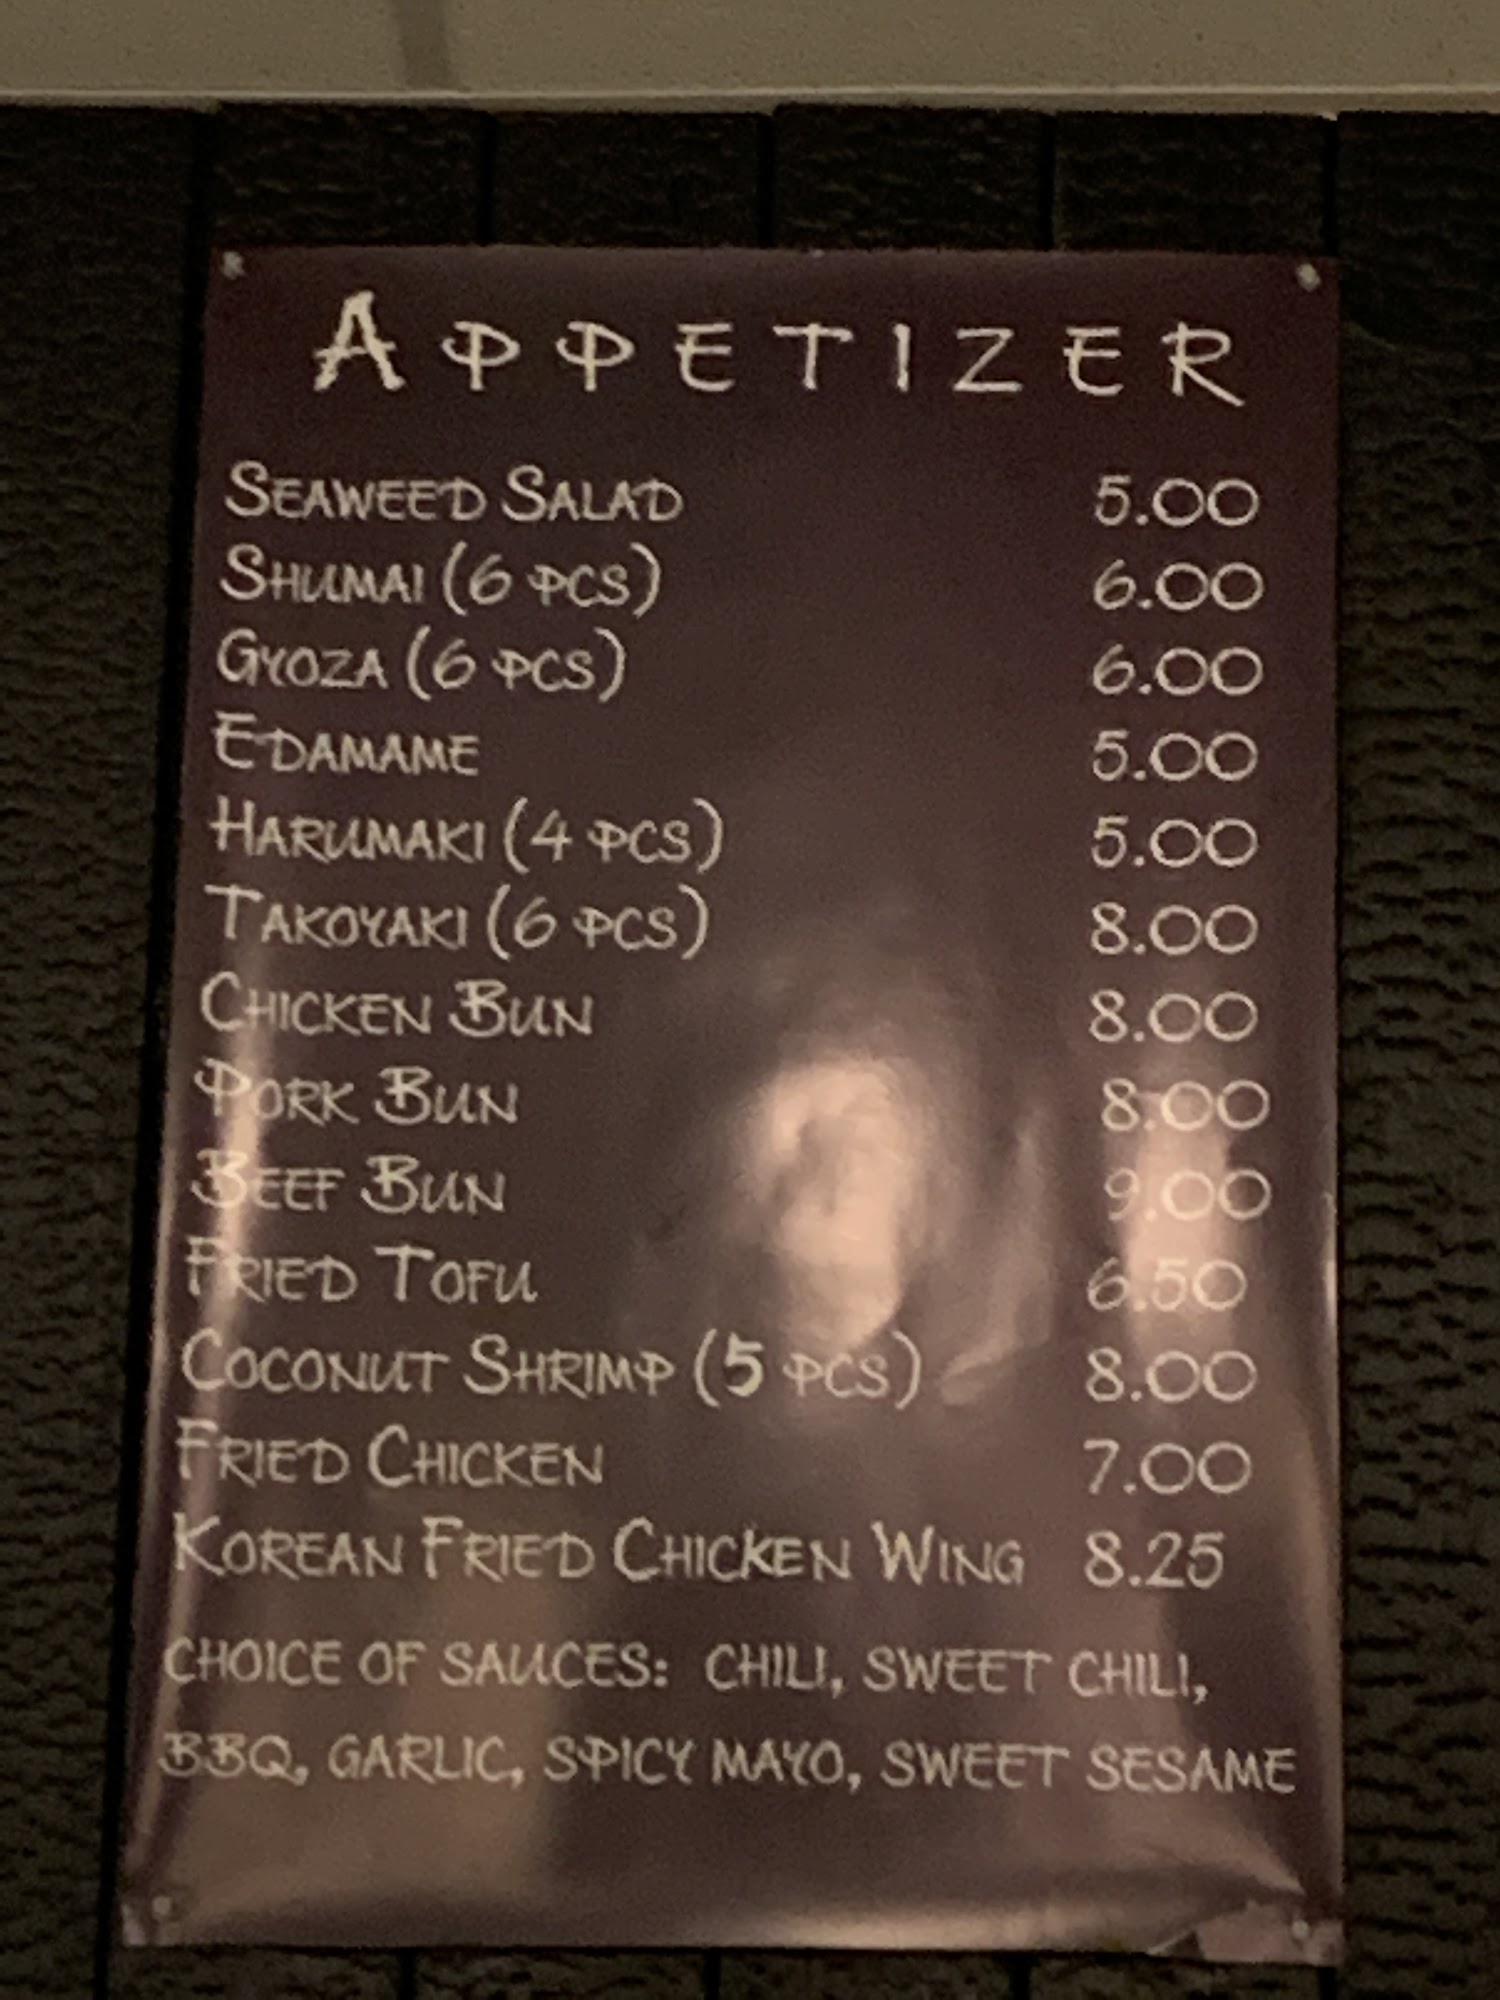 APPETIZER
SEAWEED SALAD 5.00
SHUMAI (6 PCS) 6.00
GYOZA (6 PCS) 6.00
EDAMAME 5.00
HARUMAKI (4 PCS) 5.00
TAKOYAKI (6 PCS) 8.00
CHICKEN BUN 8.00
PORK BUN 8.00
BEEF BUN 9.00
FRIED TOFU 6.50
COCONUT SHRIMP (5 PCS) 8.00
FRIED CHICKEN 7.00
KOREAN FRIED CHICKEN WING 8.25
CHOICE OF SAUCES: CHILI, SWEET CHILI,
BBQ, GARLIC, SPICY MAYO, SWEET SESAME